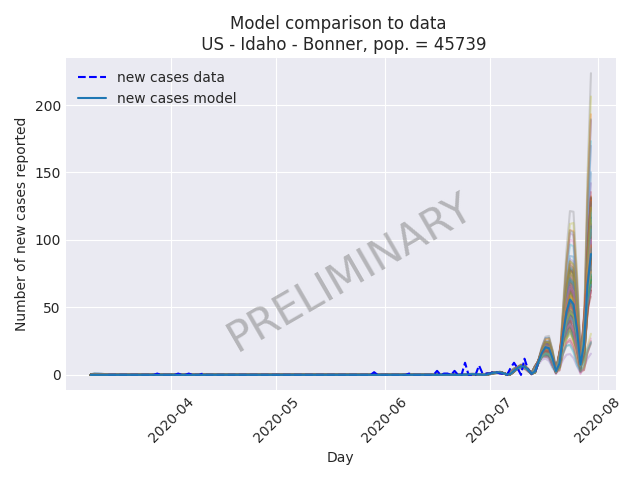 Model comparison to data
US - Idaho - Bonner, pop. = 45739
new cases data
new cases model
Number of new cases reported
200
150
100
50
0
PRELIMINARY
2020-04
2020-05
2020-06
2020-07
2020-08
Day